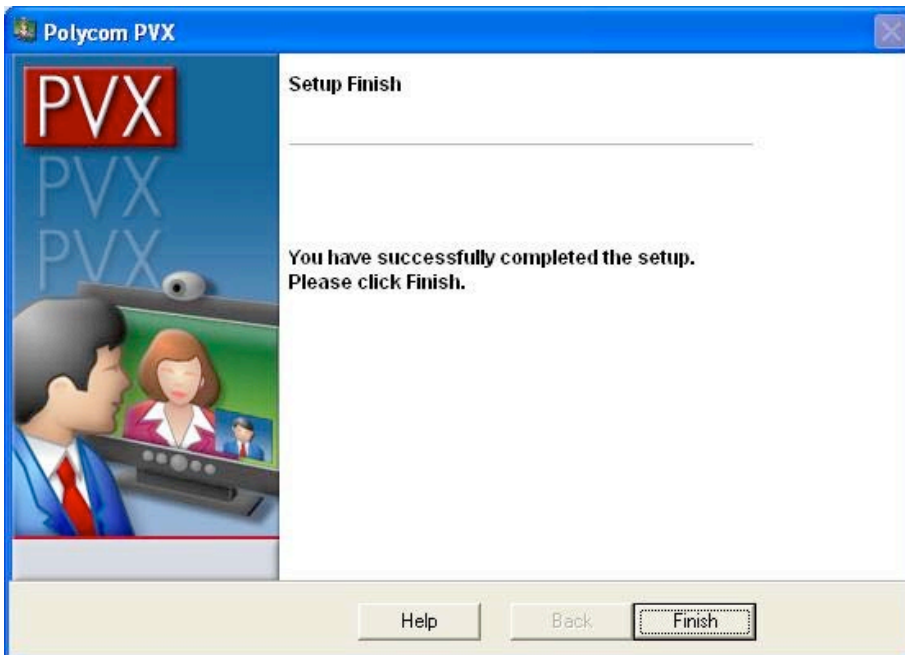 Polycom PVX
PVX
PVX
PVX
Setup Finish
You have successfully completed the setup.
Please click Finish.
Help
Back
Finish